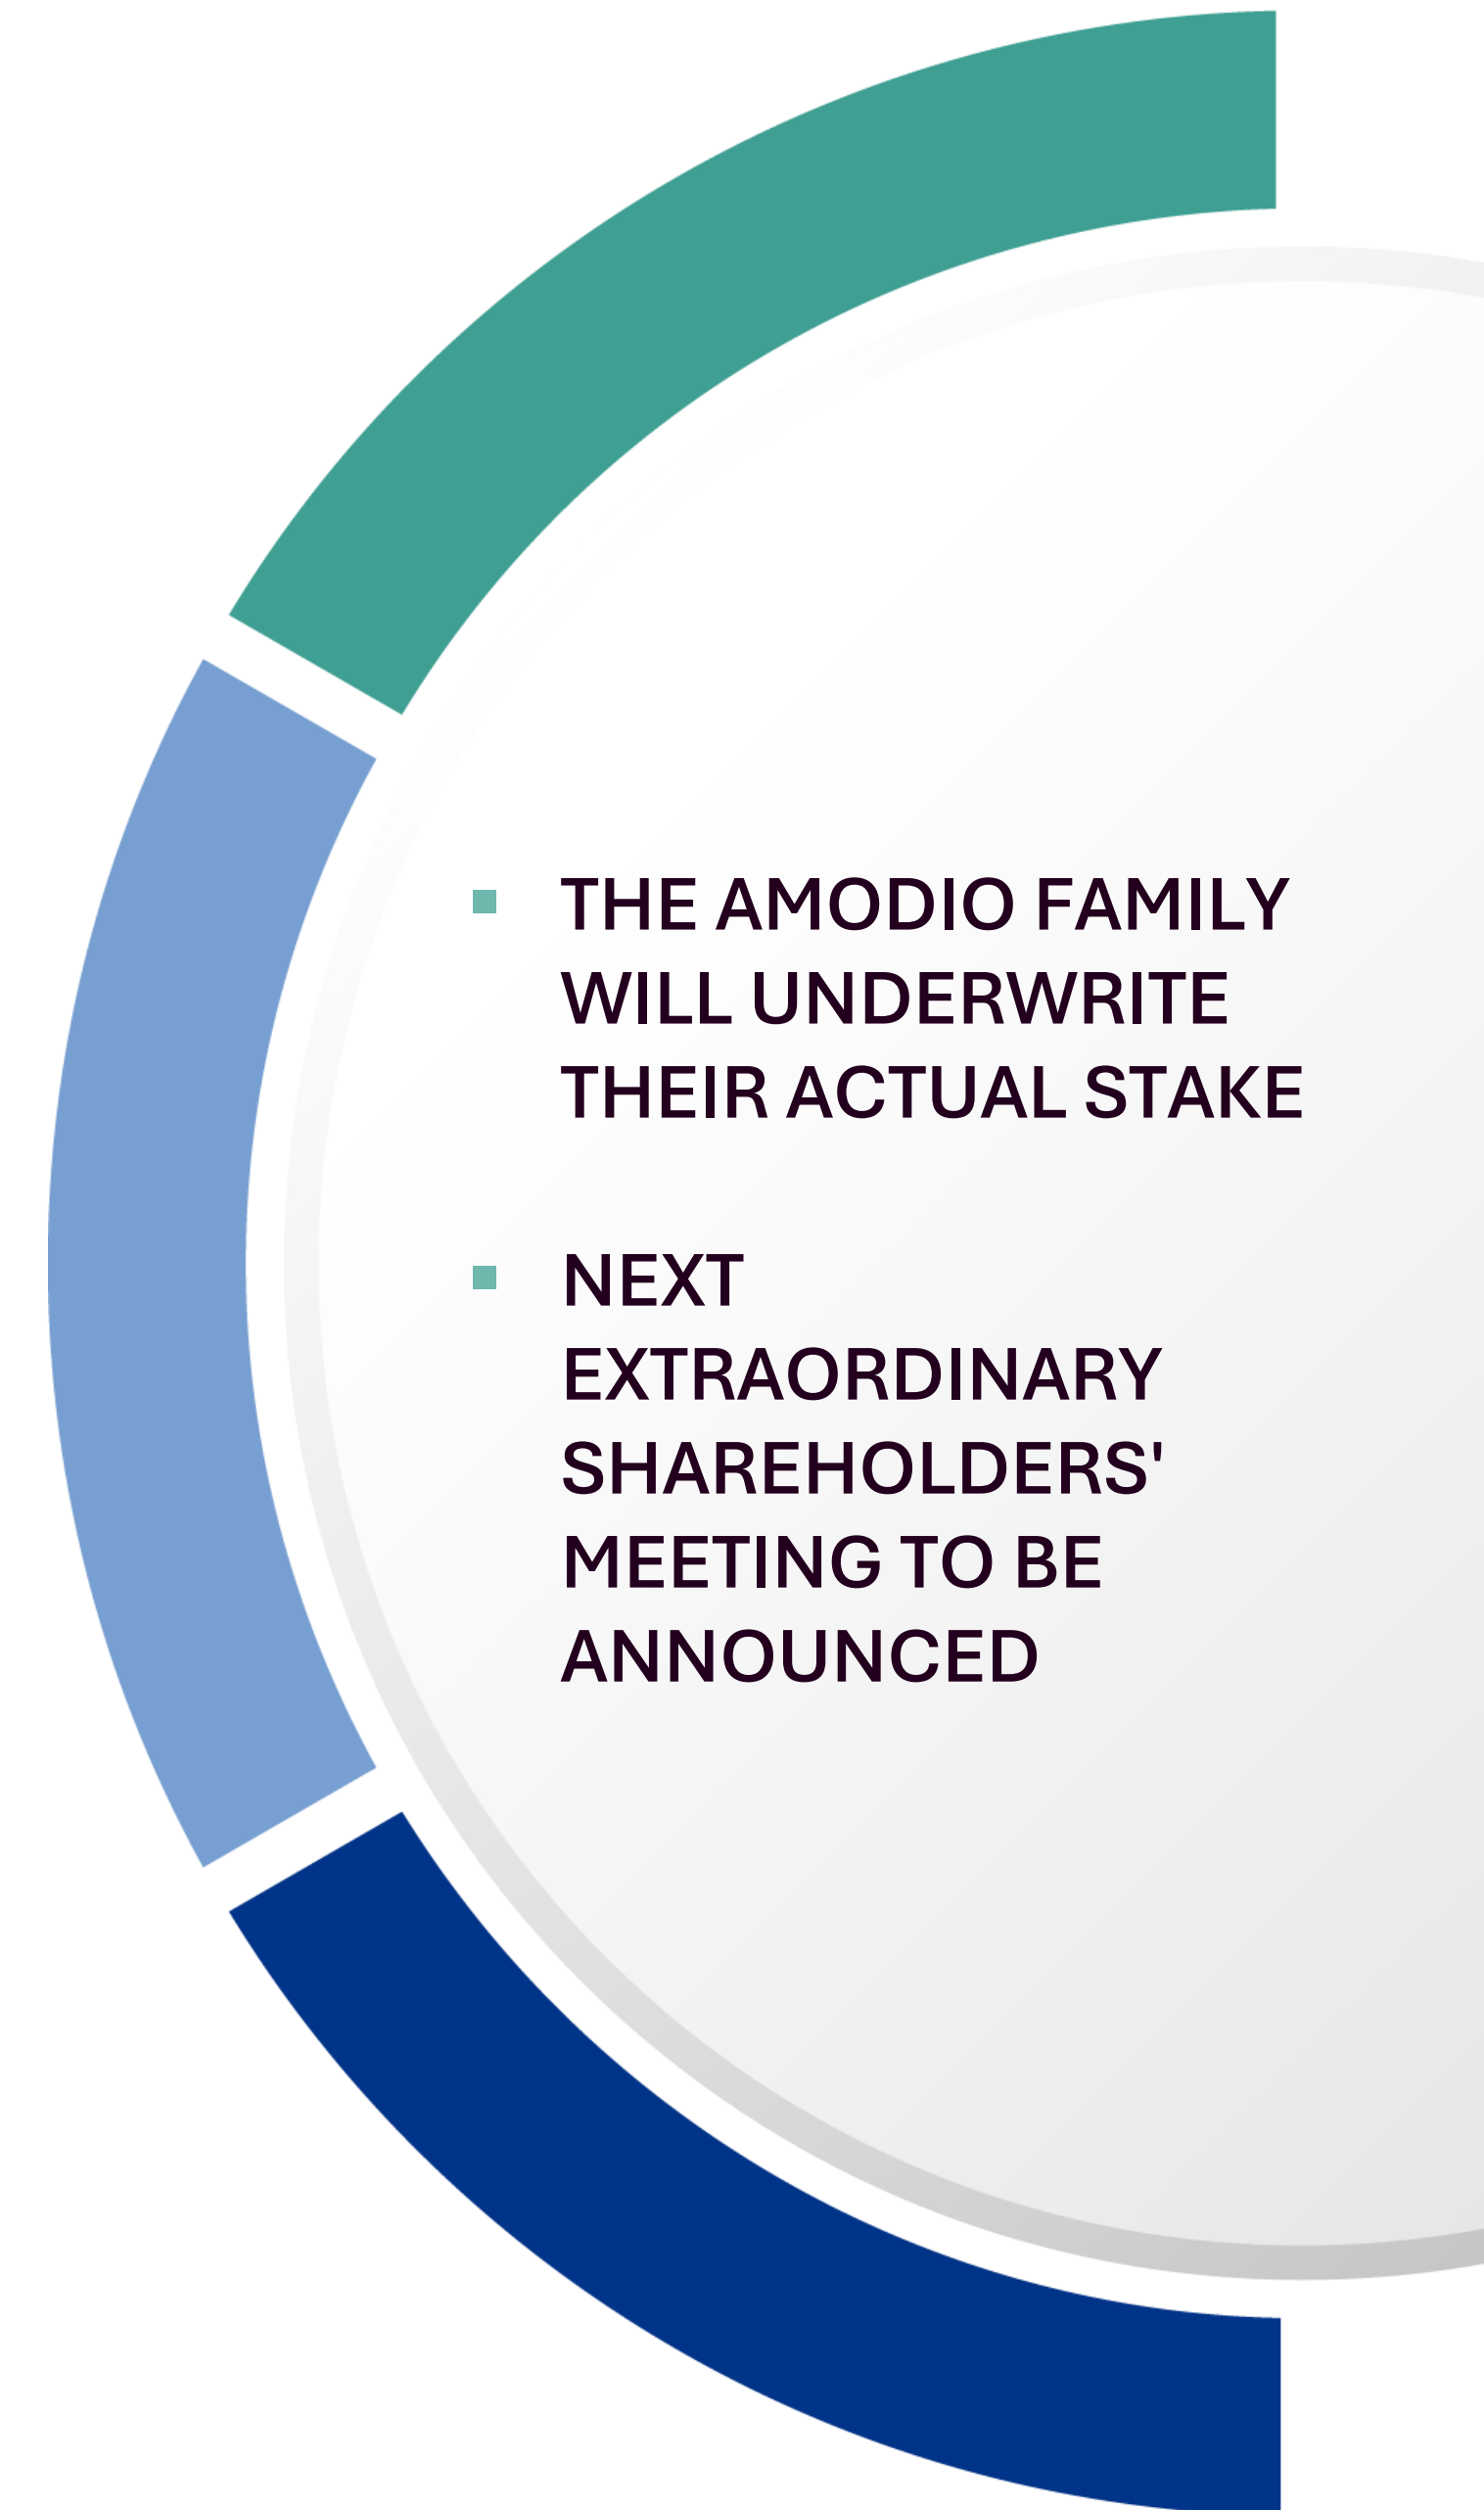 THE AMODIO FAMILY
WILL UNDERWRITE
THEIR ACTUAL STAKE
NEXT
EXTRAORDINARY
SHAREHOLDERS'
MEETING TO BE
ANNOUNCED